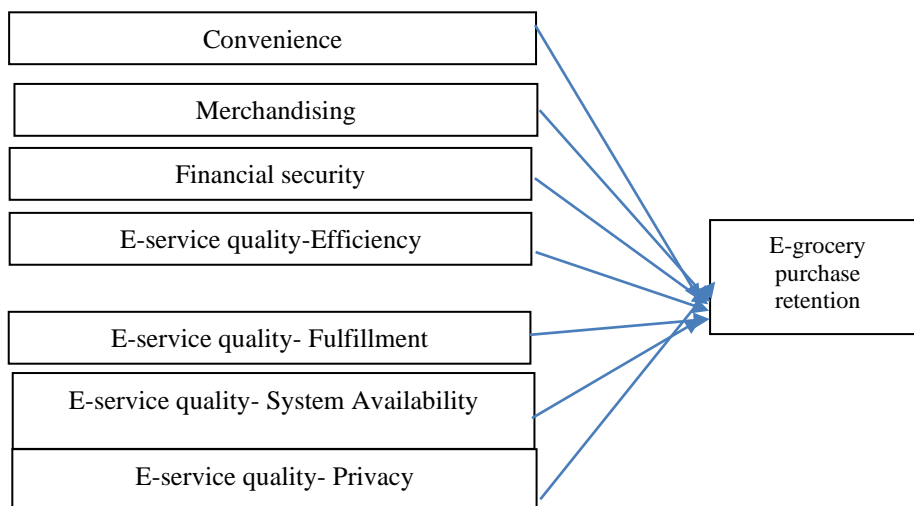 Convenience
Merchandising
Financial security
E-service quality-Efficiency
E-service quality- Fulfillment
E-service quality- System Availability
E-service quality- Privacy
E-grocery
purchase
retention